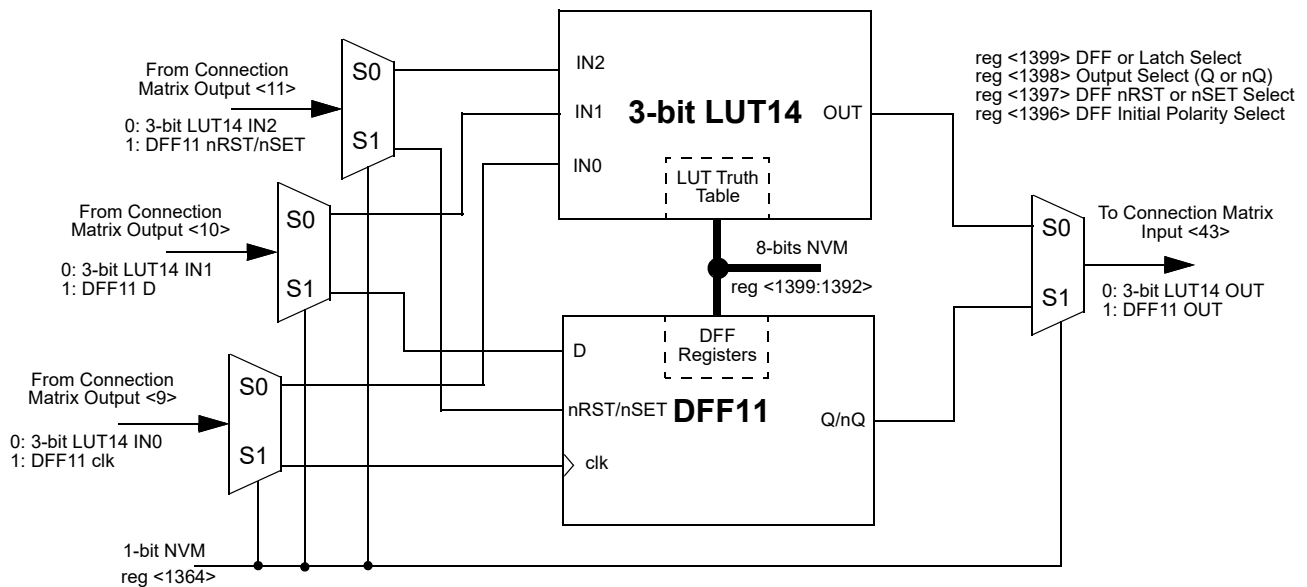 From Connection
Matrix Output <11>
0: 3-bit LUT14 IN2
1: DFF11 nRST/nSET
S0
S1
IN2
IN1
IN0
3-bit LUT14
OUT
LUT Truth
Table
reg <1399> DFF or Latch Select
reg <1398> Output Select (Q or nQ)
reg <1397> DFF nRST or nSET Select
reg <1396> DFF Initial Polarity Select
From Connection
Matrix Output <10>
0: 3-bit LUT14 IN1
1: DFF11 D
S0
S1
8-bits NVM
reg <1399:1392>
S0
S1
To Connection Matrix
Input <43>
0: 3-bit LUT14 OUT
1: DFF11 OUT
From Connection
Matrix Output <9>
0: 3-bit LUT14 IN0
1: DFF11 clk
S0
S1
D
nRST/nSET
clk
DFF
Registers
DFF11
Q/nQ
1-bit NVM
reg <1364>